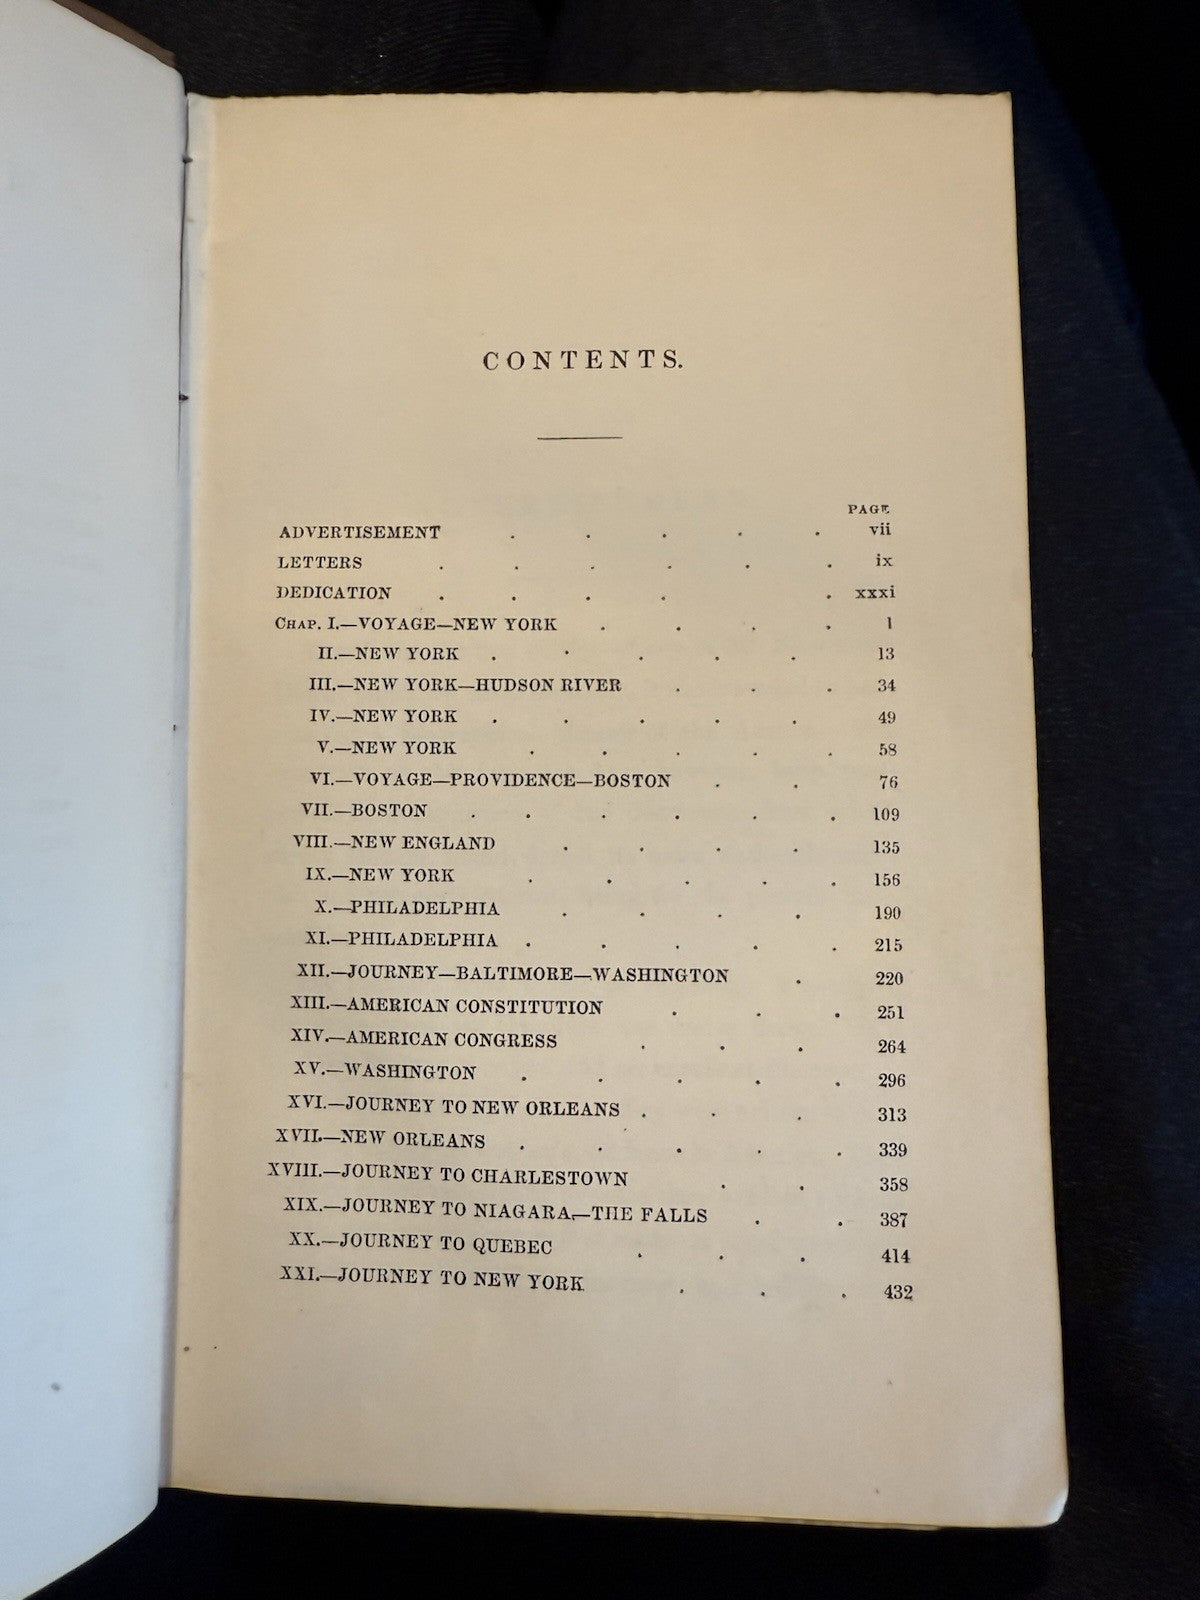 CONTENTS.
PAGE
ADVERTISEMENT . . . . . vii
LETTERS . . . . . . ix
DEDICATION . . . . . xxxi
CHAP. I.—VOYAGE—NEW YORK . . . . 1
II.—NEW YORK . . . . . 13
III.—NEW YORK—HUDSON RIVER . . . 34
IV.—NEW YORK . . . . . 49
V.—NEW YORK . . . . . 58
VI.—VOYAGE—PROVIDENCE—BOSTON . . 76
VII.—BOSTON . . . . . . 109
VIII.—NEW ENGLAND . . . . 135
IX.—NEW YORK . . . . . 156
X.—PHILADELPHIA . . . . 190
XI.—PHILADELPHIA . . . . . 215
XII.—JOURNEY—BALTIMORE—WASHINGTON . 220
XIII.—AMERICAN CONSTITUTION . . . 251
XIV.—AMERICAN CONGRESS . . . 264
XV.—WASHINGTON . . . . . 296
XVI.—JOURNEY TO NEW ORLEANS . . . 313
XVII.—NEW ORLEANS . . . . . 339
XVIII.—JOURNEY TO CHARLESTOWN . . 358
XIX.—JOURNEY TO NIAGARA,—THE FALLS . . 387
XX.—JOURNEY TO QUEBEC . . . 414
XXI.—JOURNEY TO NEW YORK . . . 432